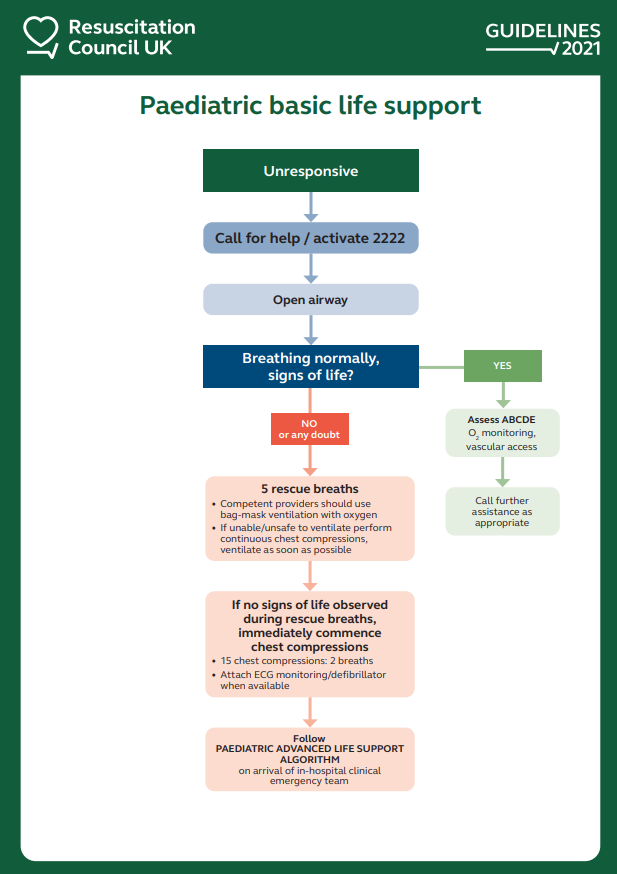 Resuscitation
Council UK
GUIDELINES
2021
Paediatric basic life support
Unresponsive
Call for help / activate 2222
Open airway
Breathing normally,
signs of life?
YES
NO
or any doubt
Assess ABCDE
O₂ monitoring,
vascular access
Call further
assistance as
appropriate
5 rescue breaths
• Competent providers should use
bag-mask ventilation with oxygen
• If unable/unsafe to ventilate perform
continuous chest compressions,
ventilate as soon as possible
If no signs of life observed
during rescue breaths,
immediately commence
chest compressions
• 15 chest compressions: 2 breaths
• Attach ECG monitoring/defibrillator
when available
Follow
PAEDIATRIC ADVANCED LIFE SUPPORT
ALGORITHM
on arrival of in-hospital clinical
emergency team